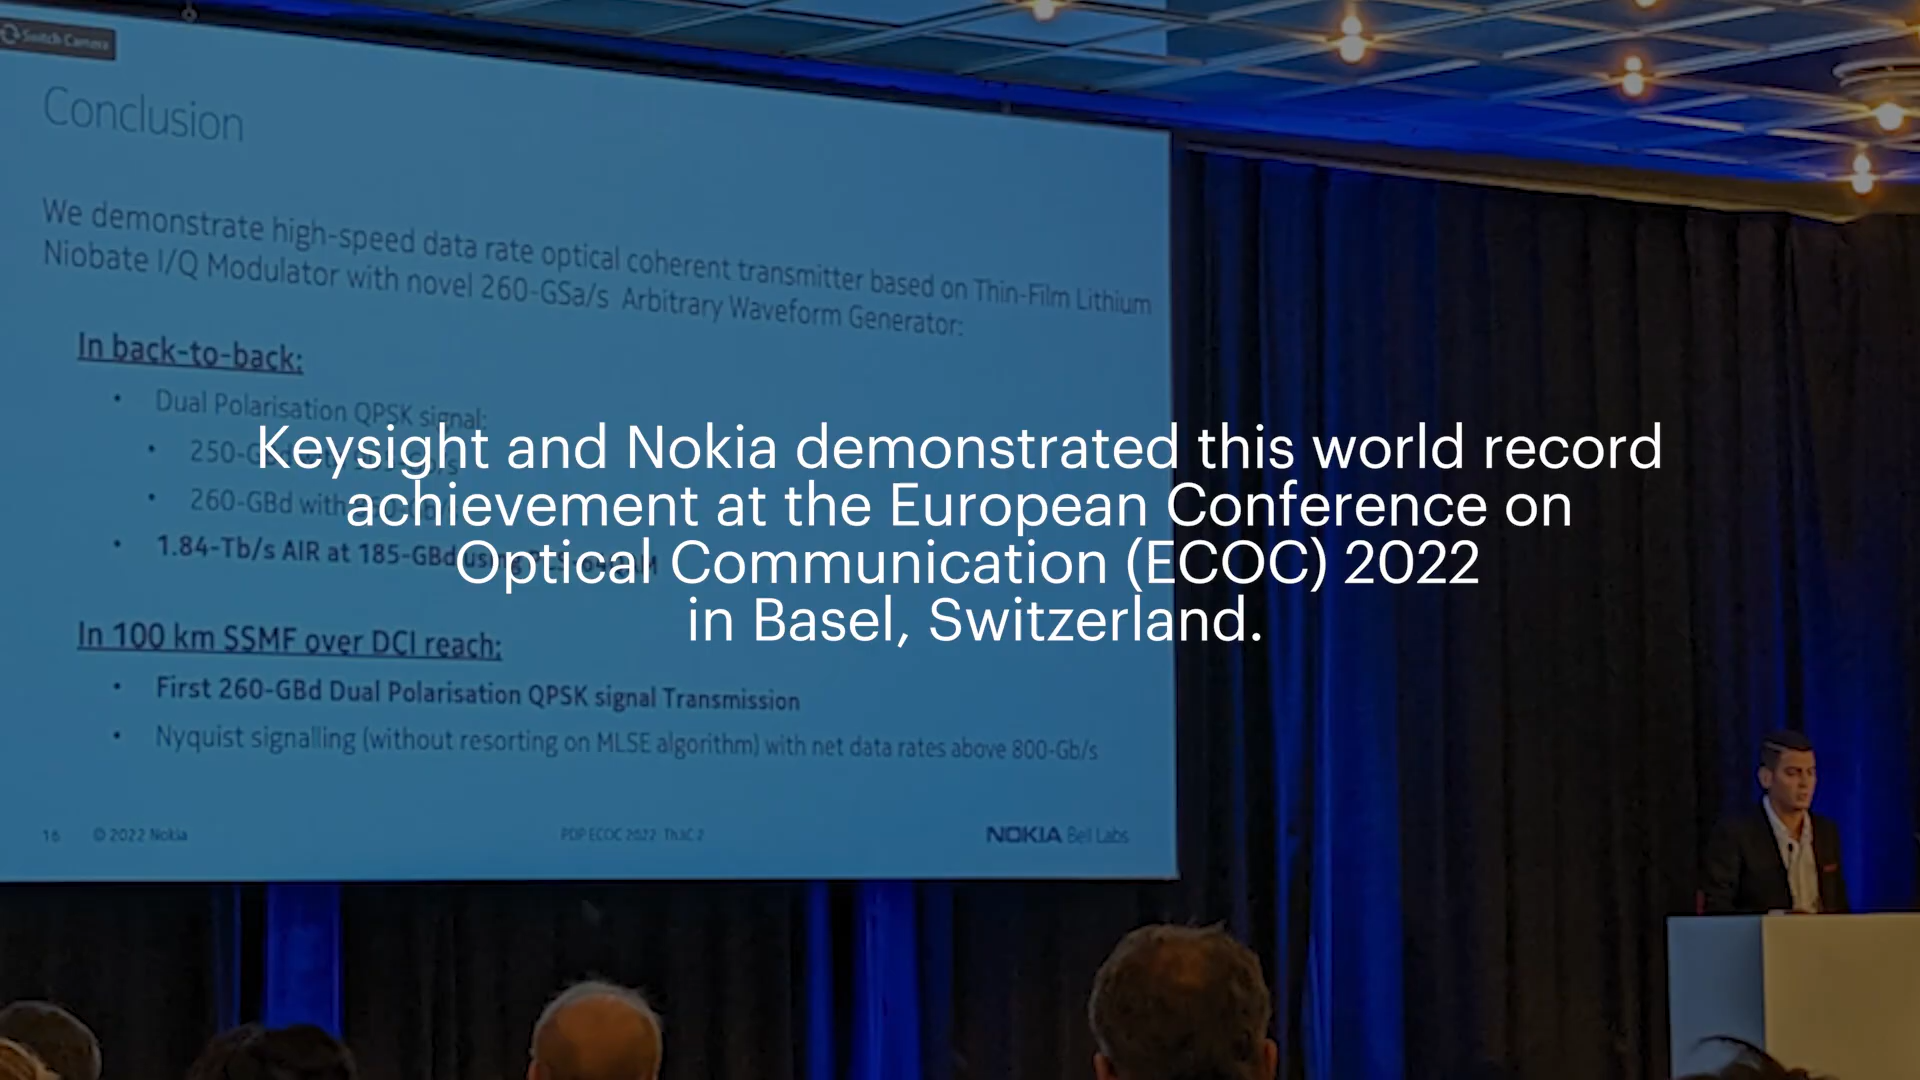 Switch Camera
Conclusion
We demonstrate high-speed data rate optical coherent transmitter based on Thin-Film Lithium
Niobate I/Q Modulator with novel 260-GSa/s Arbitrary Waveform Generator:
In back-to-back:
Dual Polarisation QPSK signal:
260-GBd with
1.84-Tb/s AIR at 185-GBd
Keysight and Nokia demonstrated this world record
achievement at the European Conference on
Optical Communication (ECOC) 2022
in Basel, Switzerland.
In 100 km SSMF over DCI reach:
First 260-GBd Dual Polarisation QPSK signal Transmission
Nyquist signalling (without resorting on MLSE algorithm) with net data rates above 800-Gb/s
16 © 2022 Nokia
PDP ECOC 2022 Th3C 2
NOKIA Bell Labs